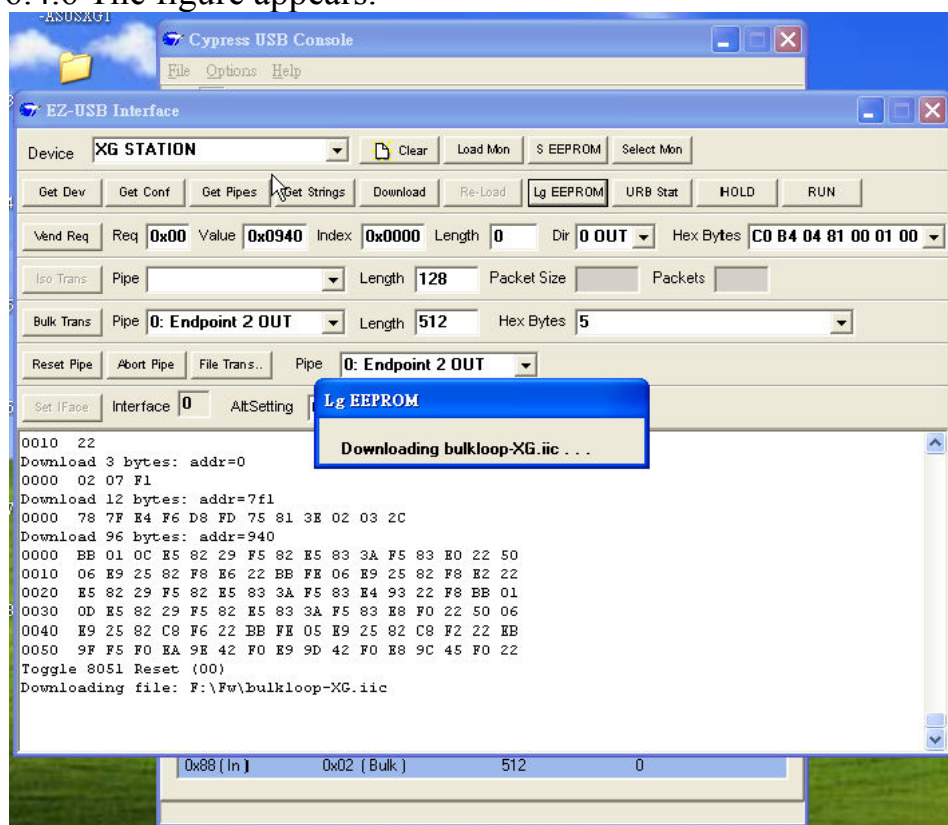 6.4.6 The figure appears.
-ASUSXG1
Cypress USB Console
File Options Help
EZ-USB Interface
Device XG STATION Clear Load Mon S EEPROM Select Mon
Get Dev Get Conf Get Pipes Get Strings Download Re-Load Lg EEPROM URB Stat HOLD RUN
Vend Req Req 0x00 Value 0x0940 Index 0x0000 Length 0 Dir 0 OUT Hex Bytes C0 B4 04 81 00 01 00
Iso Trans Pipe Length 128 Packet Size Packets
Bulk Trans Pipe 0: Endpoint 2 OUT Length 512 Hex Bytes 5
Reset Pipe Abort Pipe File Trans.. Pipe 0: Endpoint 2 OUT
Set IFace Interface 0 AltSetting
Lg EEPROM
Downloading bulkloop-XG.iic . . .
0010 22
Download 3 bytes: addr=0
0000 02 07 F1
Download 12 bytes: addr=7f1
0000 78 7F E4 F6 D8 FD 75 81 3E 02 03 2C
Download 96 bytes: addr=940
0000 BB 01 0C E5 82 29 F5 82 E5 83 3A F5 83 E0 22 50
0010 06 E9 25 82 F8 E6 22 BB FE 06 E9 25 82 F8 E2 22
0020 E5 82 29 F5 82 E5 83 3A F5 83 E4 93 22 F8 BB 01
0030 0D E5 82 29 F5 82 E5 83 3A F5 83 E8 F0 22 50 06
0040 E9 25 82 C8 F6 22 BB FE 05 E9 25 82 C8 F2 22 EB
0050 9F F5 F0 EA 9E 42 F0 E9 9D 42 F0 E8 9C 45 F0 22
Toggle 8051 Reset (00)
Downloading file: F:\Fw\bulkloop-XG.iic
0x88 ( In ) 0x02 ( Bulk ) 512 0